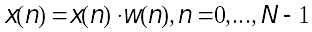 x(n) = x(n) · w(n), n = 0,..., N - 1